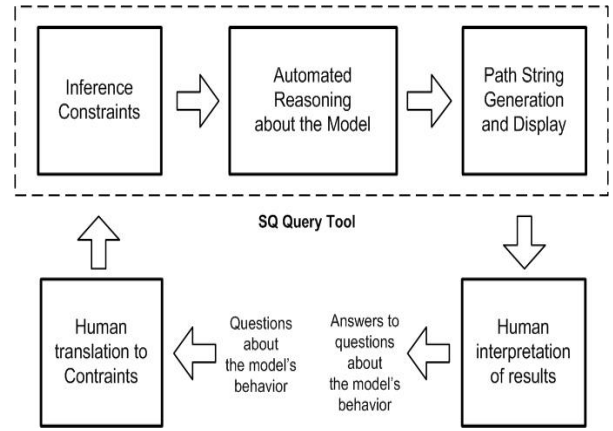 Inference
Constraints
Automated
Reasoning
about the Model
Path String
Generation
and Display
SQ Query Tool
Human
translation to
Contraints
Questions
about
the model's
behavior
Answers to
questions
about
the model's
behavior
Human
interpretation
of results